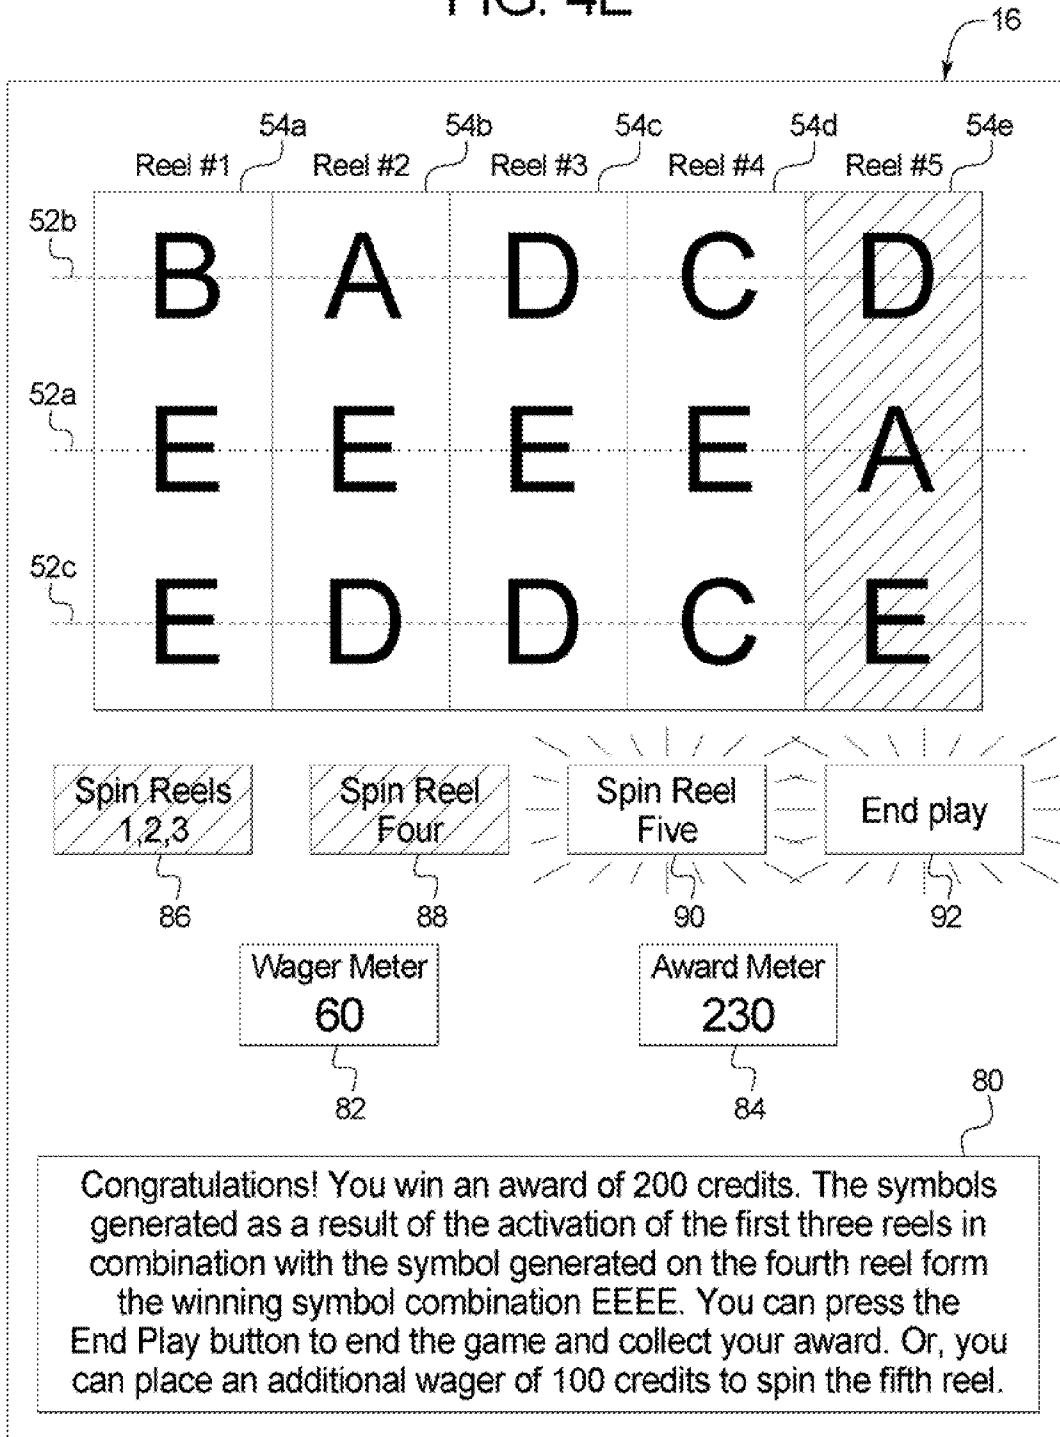 FIG. 4E
16
54a 54b 54c 54d 54e
Reel #1 Reel #2 Reel #3 Reel #4 Reel #5
52b
B A D C D
52a
E E E E A
52c
E D D C E
Spin Reels
1,2,3
Spin Reel
Four
Spin Reel
Five
End play
86 88 90 92
Wager Meter
60
Award Meter
230
82 84
80
Congratulations! You win an award of 200 credits. The symbols
generated as a result of the activation of the first three reels in
combination with the symbol generated on the fourth reel form
the winning symbol combination EEEE. You can press the
End Play button to end the game and collect your award. Or, you
can place an additional wager of 100 credits to spin the fifth reel.